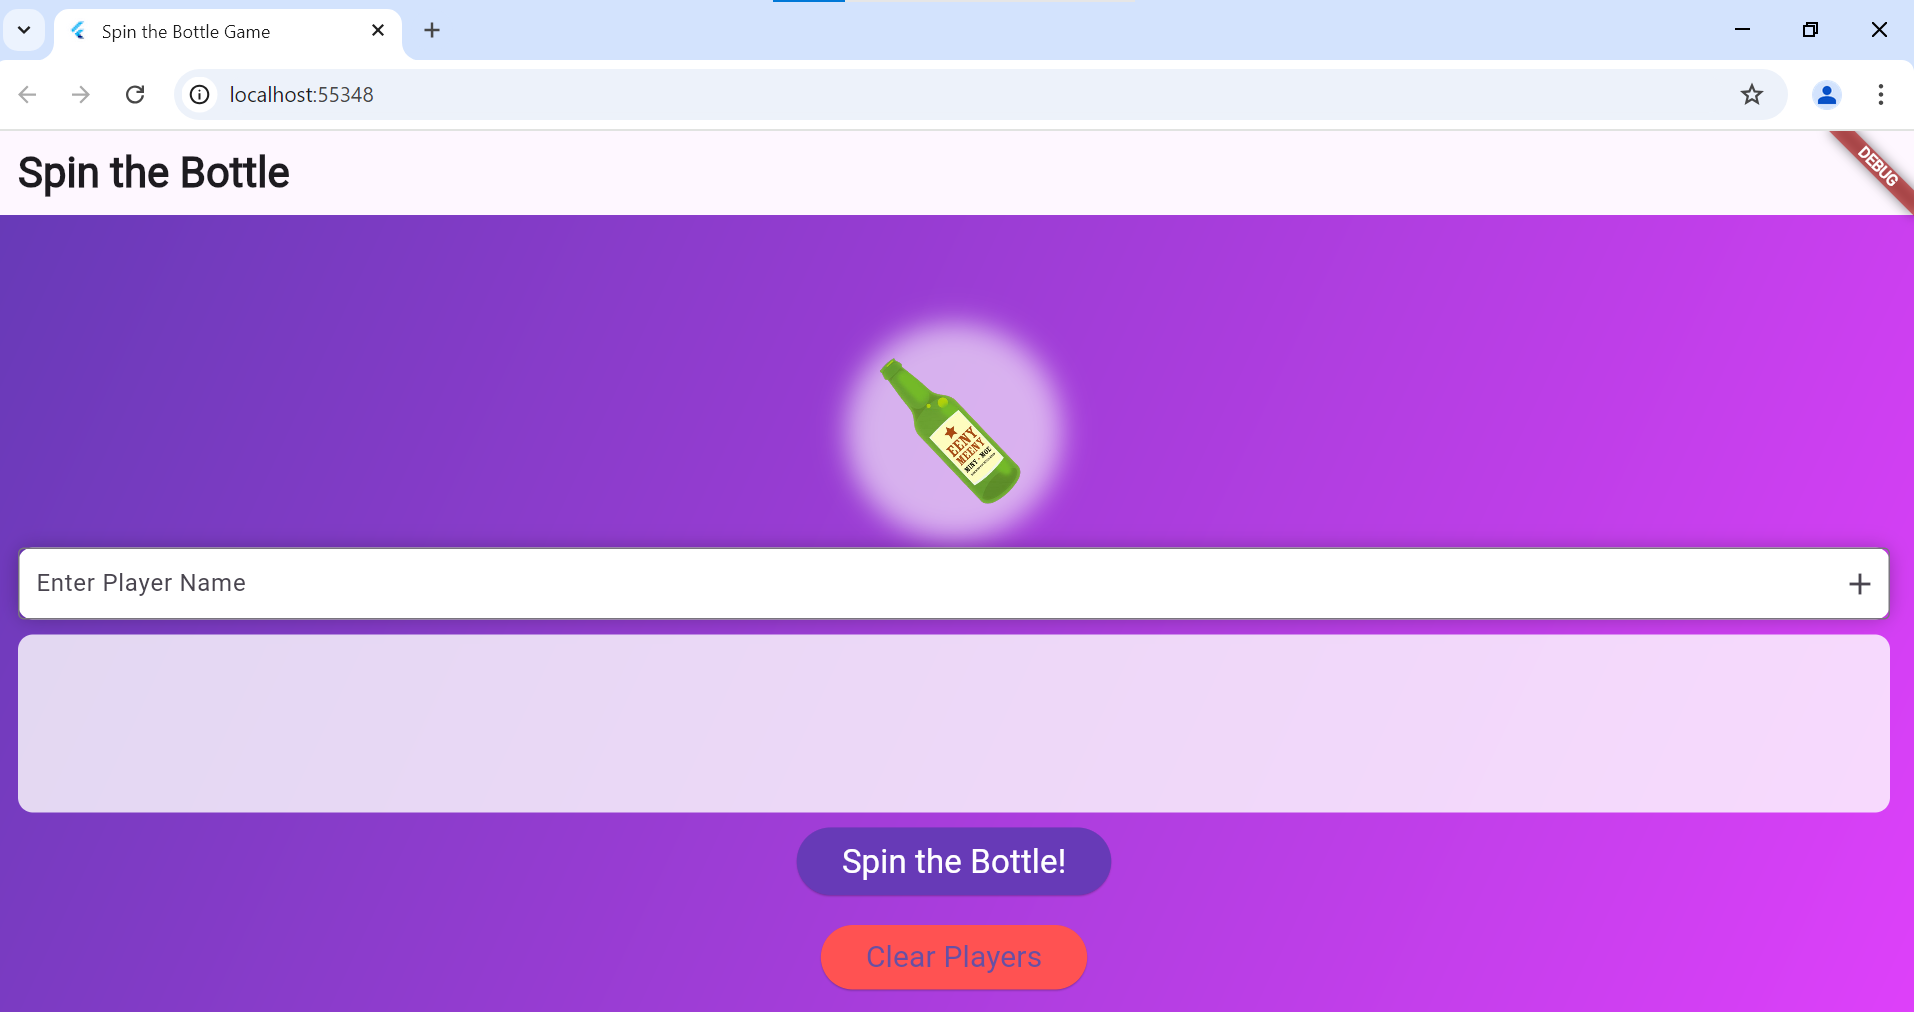 Spin the Bottle Game
localhost:55348
Spin the Bottle
DEBUG
EENY
MEENY
MINY - MOE
Enter Player Name
Spin the Bottle!
Clear Players